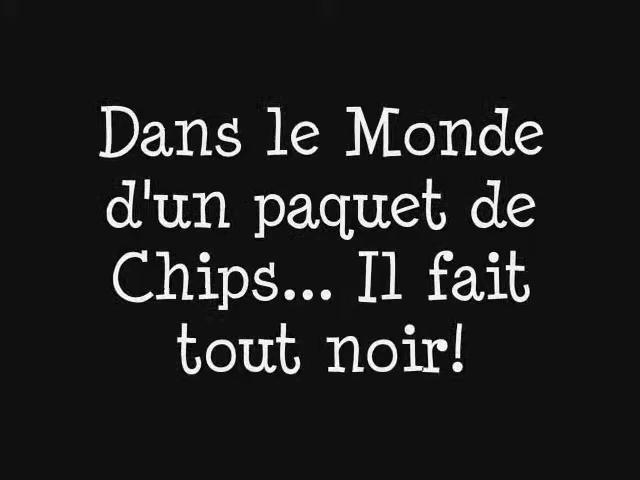 Dans le Monde
d'un paquet de
Chips... Il fait
tout noir!